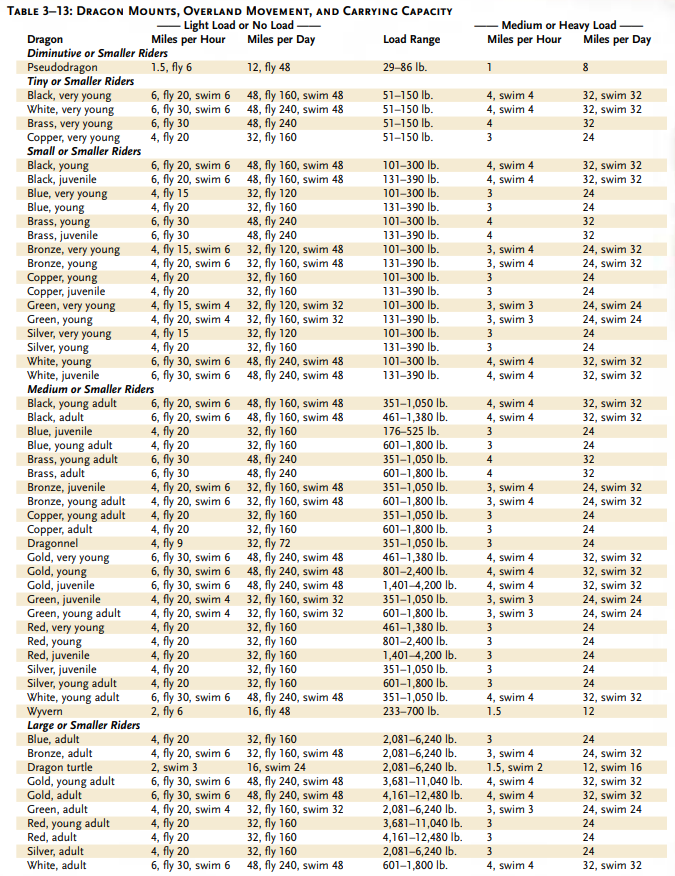 TABLE 3–13: DRAGON MOUNTS, OVERLAND MOVEMENT, AND CARRYING CAPACITY
—— Light Load or No Load —— —— Medium or Heavy Load ——
Dragon Miles per Hour Miles per Day Load Range Miles per Hour Miles per Day
Diminutive or Smaller Riders
Pseudodragon 1.5, fly 6 12, fly 48 29–86 lb. 1 8
Tiny or Smaller Riders
Black, very young 6, fly 20, swim 6 48, fly 160, swim 48 51–150 lb. 4, swim 4 32, swim 32
White, very young 6, fly 30, swim 6 48, fly 240, swim 48 51–150 lb. 4, swim 4 32, swim 32
Brass, very young 6, fly 30 48, fly 240 51–150 lb. 4 32
Copper, very young 4, fly 20 32, fly 160 51–150 lb. 3 24
Small or Smaller Riders
Black, young 6, fly 20, swim 6 48, fly 160, swim 48 101–300 lb. 4, swim 4 32, swim 32
Black, juvenile 6, fly 20, swim 6 48, fly 160, swim 48 131–390 lb. 4, swim 4 32, swim 32
Blue, very young 4, fly 15 32, fly 120 101–300 lb. 3 24
Blue, young 4, fly 20 32, fly 160 131–390 lb. 3 24
Brass, young 6, fly 30 48, fly 240 101–300 lb. 4 32
Brass, juvenile 6, fly 30 48, fly 240 131–390 lb. 4 32
Bronze, very young 4, fly 15, swim 6 32, fly 120, swim 48 101–300 lb. 3, swim 4 24, swim 32
Bronze, young 4, fly 20, swim 6 32, fly 160, swim 48 131–390 lb. 3, swim 4 24, swim 32
Copper, young 4, fly 20 32, fly 160 101–300 lb. 3 24
Copper, juvenile 4, fly 20 32, fly 160 131–390 lb. 3 24
Green, very young 4, fly 15, swim 4 32, fly 120, swim 32 101–300 lb. 3, swim 3 24, swim 24
Green, young 4, fly 20, swim 4 32, fly 160, swim 32 131–390 lb. 3, swim 3 24, swim 24
Silver, very young 4, fly 15 32, fly 120 101–300 lb. 3 24
Silver, young 4, fly 20 32, fly 160 131–390 lb. 3 24
White, young 6, fly 30, swim 6 48, fly 240, swim 48 101–300 lb. 4, swim 4 32, swim 32
White, juvenile 6, fly 30, swim 6 48, fly 240, swim 48 131–390 lb. 4, swim 4 32, swim 32
Medium or Smaller Riders
Black, young adult 6, fly 20, swim 6 48, fly 160, swim 48 351–1,050 lb. 4, swim 4 32, swim 32
Black, adult 6, fly 20, swim 6 48, fly 160, swim 48 461–1,380 lb. 4, swim 4 32, swim 32
Blue, juvenile 4, fly 20 32, fly 160 176–525 lb. 3 24
Blue, young adult 4, fly 20 32, fly 160 601–1,800 lb. 3 24
Brass, young adult 6, fly 30 48, fly 240 351–1,050 lb. 4 32
Brass, adult 6, fly 30 48, fly 240 601–1,800 lb. 4 32
Bronze, juvenile 4, fly 20, swim 6 32, fly 160, swim 48 351–1,050 lb. 3, swim 4 24, swim 32
Bronze, young adult 4, fly 20, swim 6 32, fly 160, swim 48 601–1,800 lb. 3, swim 4 24, swim 32
Copper, young adult 4, fly 20 32, fly 160 351–1,050 lb. 3 24
Copper, adult 4, fly 20 32, fly 160 601–1,800 lb. 3 24
Dragonnel 4, fly 9 32, fly 72 351–1,050 lb. 3 24
Gold, very young 6, fly 30, swim 6 48, fly 240, swim 48 461–1,380 lb. 4, swim 4 32, swim 32
Gold, young 6, fly 30, swim 6 48, fly 240, swim 48 801–2,400 lb. 4, swim 4 32, swim 32
Gold, juvenile 6, fly 30, swim 6 48, fly 240, swim 48 1,401–4,200 lb. 4, swim 4 32, swim 32
Green, juvenile 4, fly 20, swim 4 32, fly 160, swim 32 351–1,050 lb. 3, swim 3 24, swim 24
Green, young adult 4, fly 20, swim 4 32, fly 160, swim 32 601–1,800 lb. 3, swim 3 24, swim 24
Red, very young 4, fly 20 32, fly 160 461–1,380 lb. 3 24
Red, young 4, fly 20 32, fly 160 801–2,400 lb. 3 24
Red, juvenile 4, fly 20 32, fly 160 1,401–4,200 lb. 3 24
Silver, juvenile 4, fly 20 32, fly 160 351–1,050 lb. 3 24
Silver, young adult 4, fly 20 32, fly 160 601–1,800 lb. 3 24
White, young adult 6, fly 30, swim 6 48, fly 240, swim 48 351–1,050 lb. 4, swim 4 32, swim 32
Wyvern 2, fly 6 16, fly 48 233–700 lb. 1.5 12
Large or Smaller Riders
Blue, adult 4, fly 20 32, fly 160 2,081–6,240 lb. 3 24
Bronze, adult 4, fly 20, swim 6 32, fly 160, swim 48 2,081–6,240 lb. 3, swim 4 24, swim 32
Dragon turtle 2, swim 3 16, swim 24 2,081–6,240 lb. 1.5, swim 2 12, swim 16
Gold, young adult 6, fly 30, swim 6 48, fly 240, swim 48 3,681–11,040 lb. 4, swim 4 32, swim 32
Gold, adult 6, fly 30, swim 6 48, fly 240, swim 48 4,161–12,480 lb. 4, swim 4 32, swim 32
Green, adult 4, fly 20, swim 4 32, fly 160, swim 32 2,081–6,240 lb. 3, swim 3 24, swim 24
Red, young adult 4, fly 20 32, fly 160 3,681–11,040 lb. 3 24
Red, adult 4, fly 20 32, fly 160 4,161–12,480 lb. 3 24
Silver, adult 4, fly 20 32, fly 160 2,081–6,240 lb. 3 24
White, adult 6, fly 30, swim 6 48, fly 240, swim 48 601–1,800 lb. 4, swim 4 32, swim 32